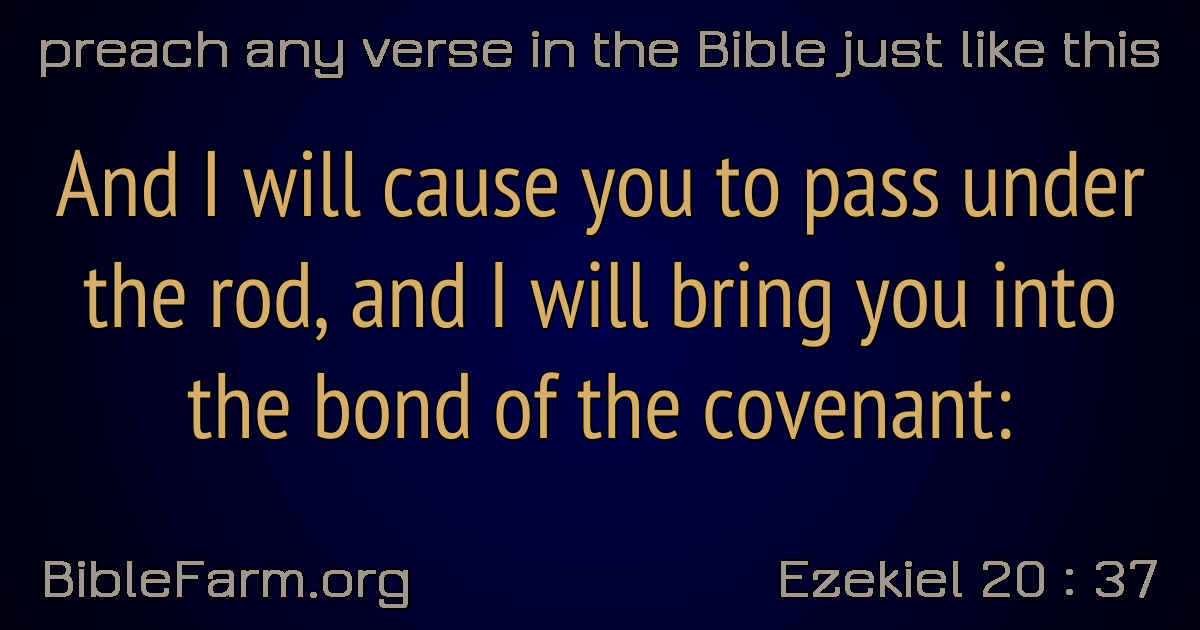 preach any verse in the Bible just like this
And I will cause you to pass under
the rod, and I will bring you into
the bond of the covenant:
BibleFarm.org
Ezekiel 20 : 37